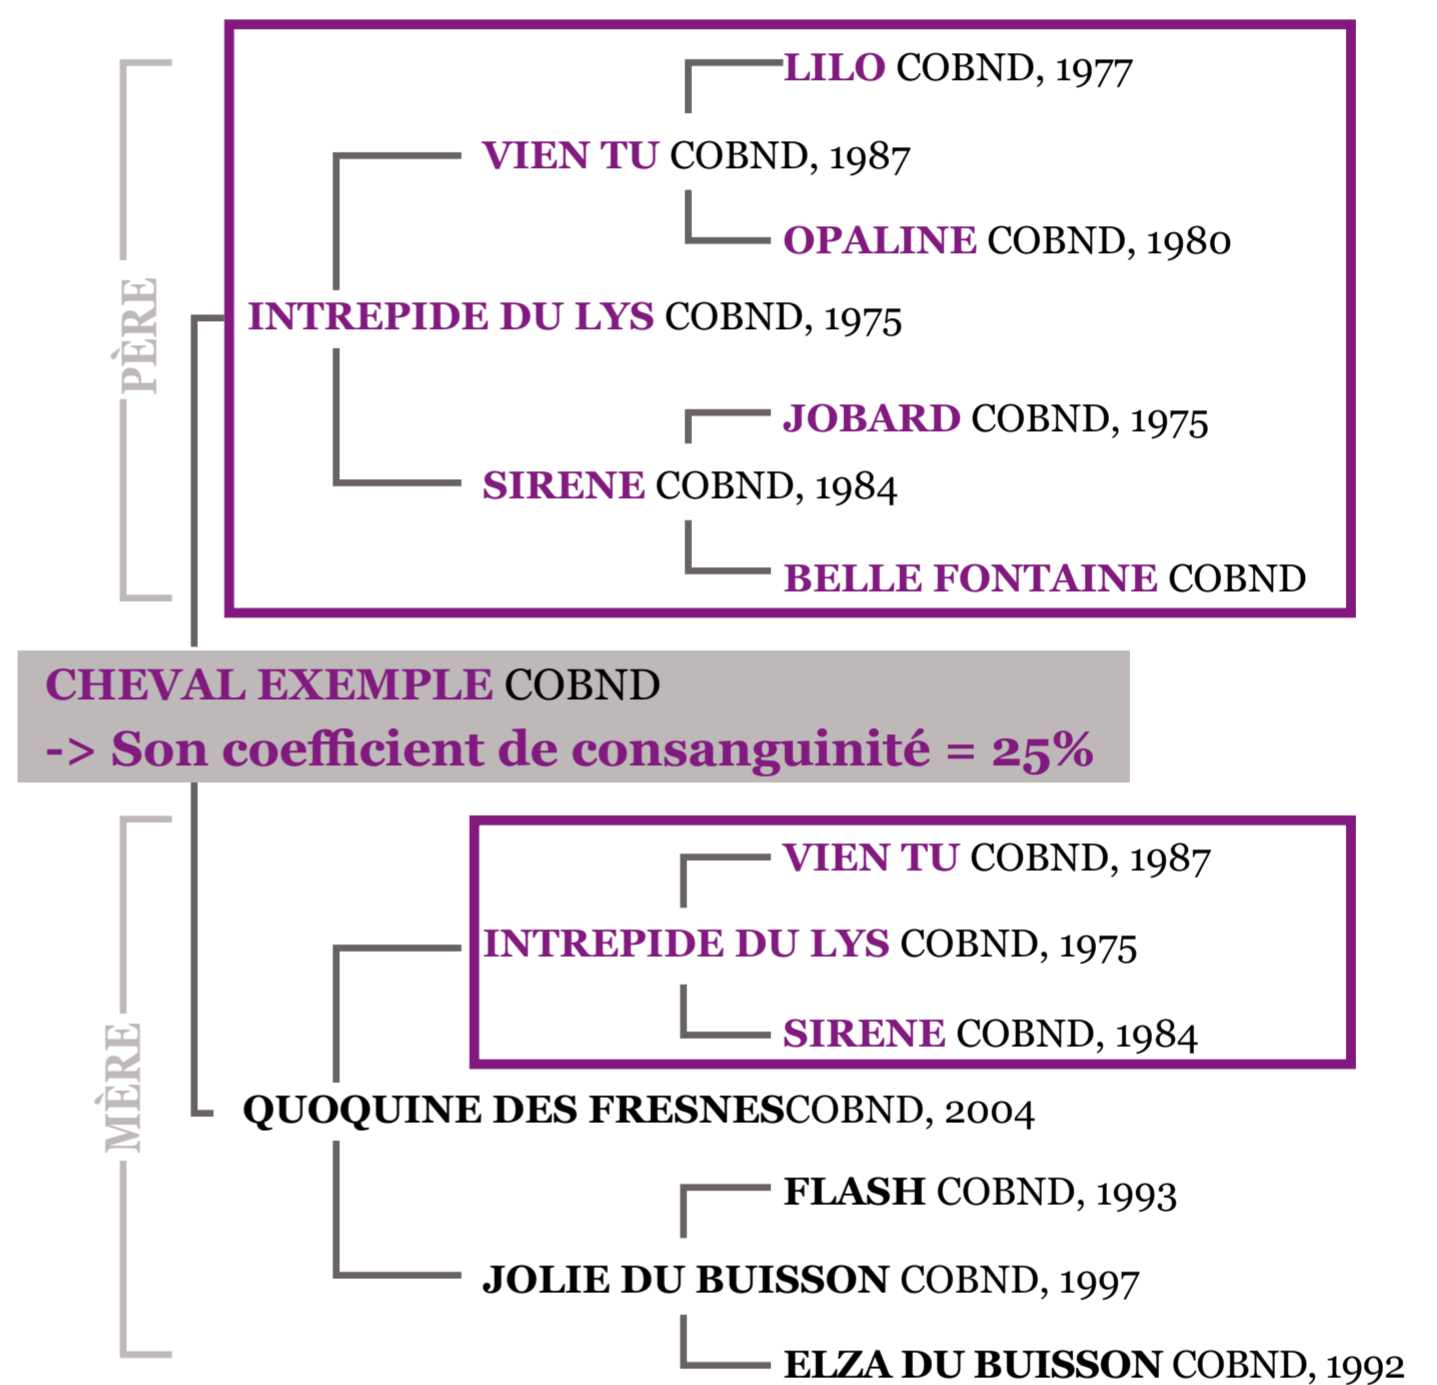 LILO COBND, 1977
VIEN TU COBND, 1987
OPALINE COBND, 1980
PÈRE
INTREPIDE DU LYS COBND, 1975
JOBARD COBND, 1975
SIRENE COBND, 1984
BELLE FONTAINE COBND
CHEVAL EXEMPLE COBND
-> Son coefficient de consanguinité = 25%
VIEN TU COBND, 1987
INTREPIDE DU LYS COBND, 1975
SIRENE COBND, 1984
MÈRE
QUOQUINE DES FRESNESCOBND, 2004
FLASH COBND, 1993
JOLIE DU BUISSON COBND, 1997
ELZA DU BUISSON COBND, 1992